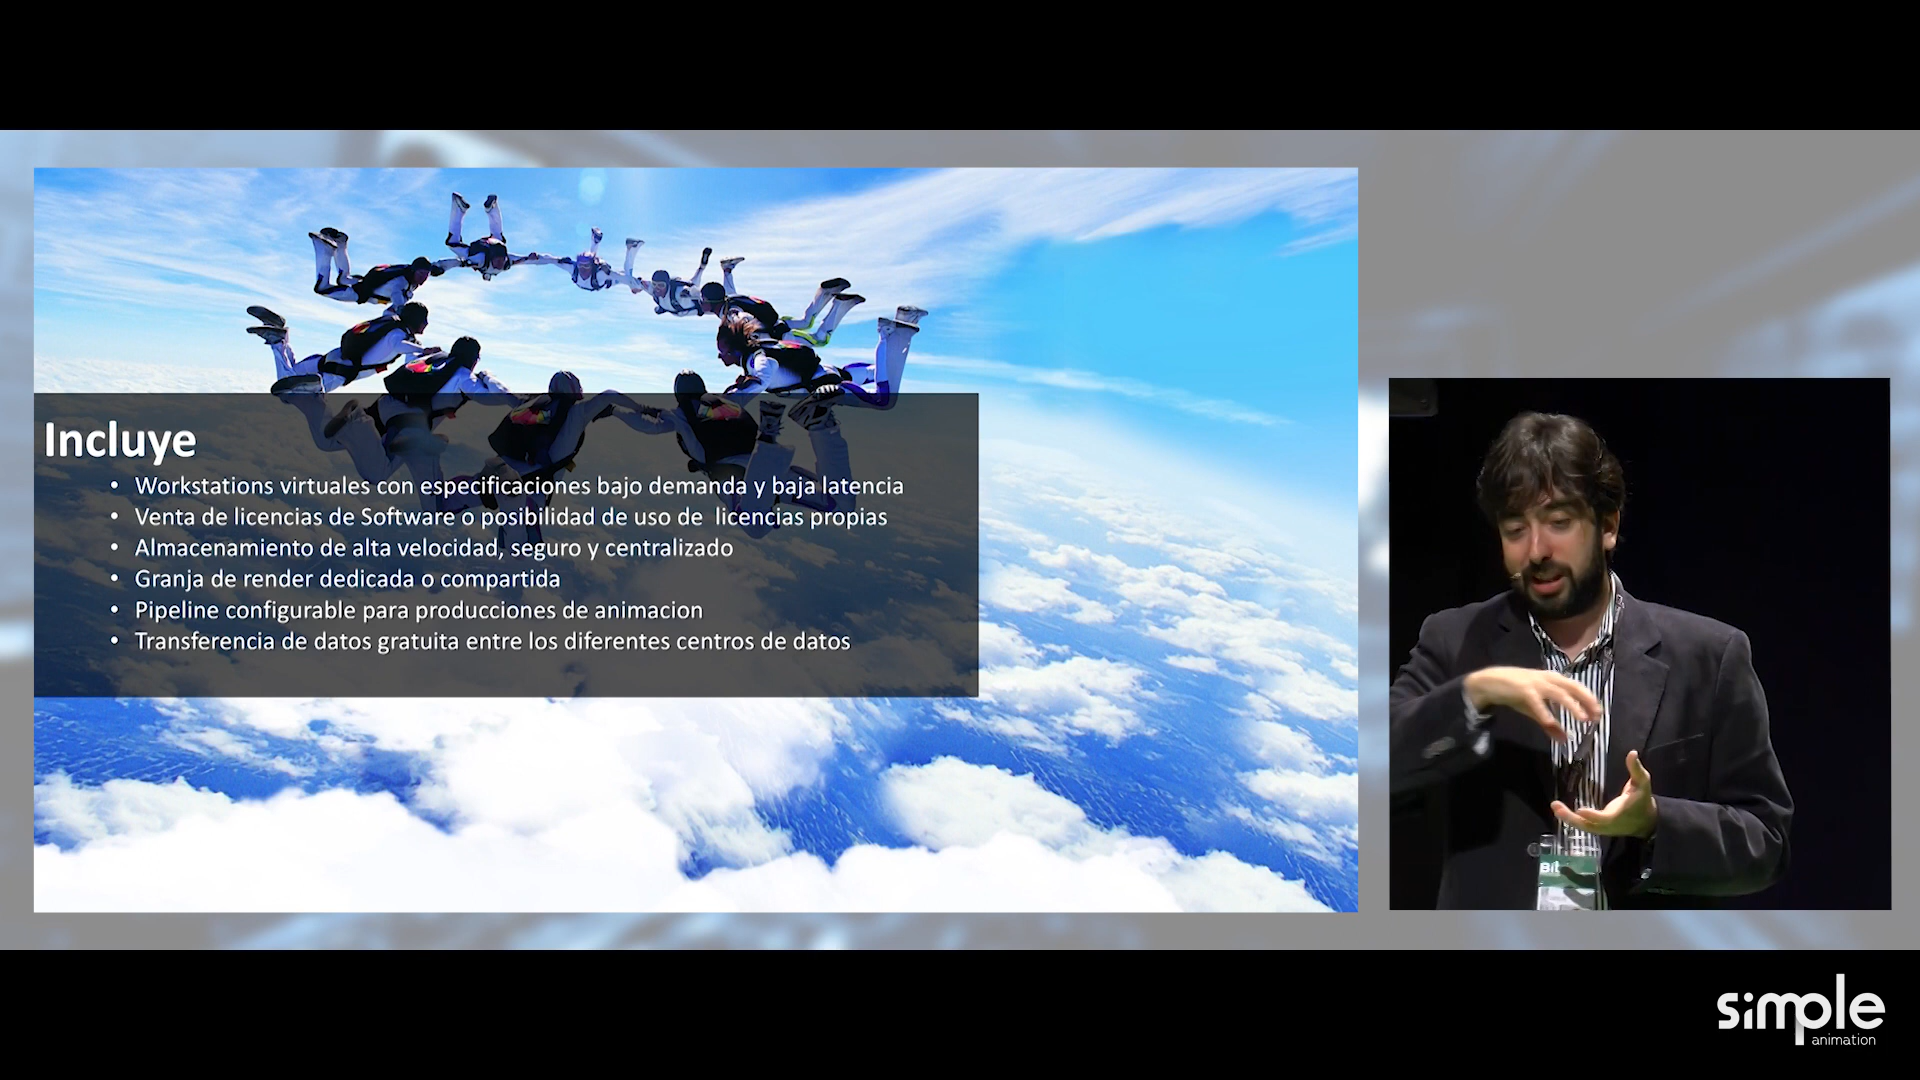 Incluye
• Workstations virtuales con especificaciones bajo demanda y baja latencia
• Venta de licencias de Software o posibilidad de uso de licencias propias
• Almacenamiento de alta velocidad, seguro y centralizado
• Granja de render dedicada o compartida
• Pipeline configurable para producciones de animacion
• Transferencia de datos gratuita entre los diferentes centros de datos
simple
animation